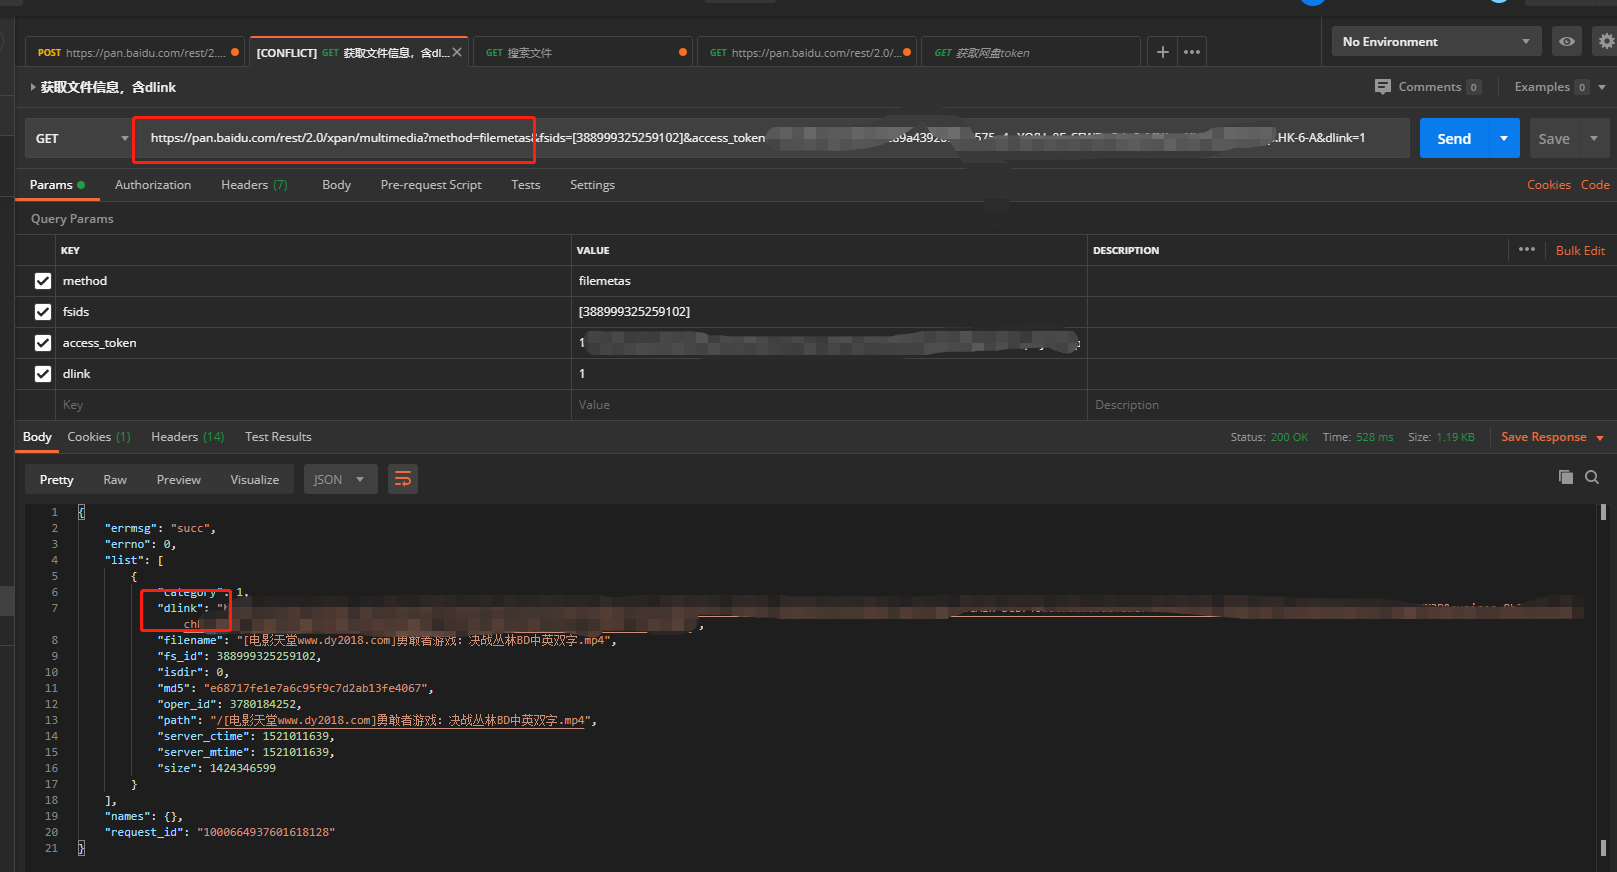 POST https://pan.baidu.com/rest/2....
[CONFLICT] GET 获取文件信息，含dl...
GET 搜索文件
GET https://pan.baidu.com/rest/2.0/...
GET 获取网盘token
No Environment
获取文件信息，含dlink
Comments 0
Examples 0
GET
https://pan.baidu.com/rest/2.0/xpan/multimedia?method=filemetas&fsids=[388999325259102]&access_token
.HK-6-A&dlink=1
Send
Save
Params
Authorization
Headers (7)
Body
Pre-request Script
Tests
Settings
Cookies
Code
Query Params
KEY
VALUE
DESCRIPTION
Bulk Edit
method
filemetas
fsids
[388999325259102]
access_token
1
dlink
1
Key
Value
Description
Body
Cookies (1)
Headers (14)
Test Results
Status: 200 OK
Time: 528 ms
Size: 1.19 KB
Save Response
Pretty
Raw
Preview
Visualize
JSON
1 {
2 "errmsg": "succ",
3 "errno": 0,
4 "list": [
5 {
6 "category": 1,
7 "dlink": "
8 "filename": "[电影天堂www.dy2018.com]勇敢者游戏：决战丛林BD中英双字.mp4",
9 "fs_id": 388999325259102,
10 "isdir": 0,
11 "md5": "e68717fe1e7a6c95f9c7d2ab13fe4067",
12 "oper_id": 3780184252,
13 "path": "/[电影天堂www.dy2018.com]勇敢者游戏：决战丛林BD中英双字.mp4",
14 "server_ctime": 1521011639,
15 "server_mtime": 1521011639,
16 "size": 1424346599
17 }
18 ],
19 "names": {},
20 "request_id": "1000664937601618128"
21 }